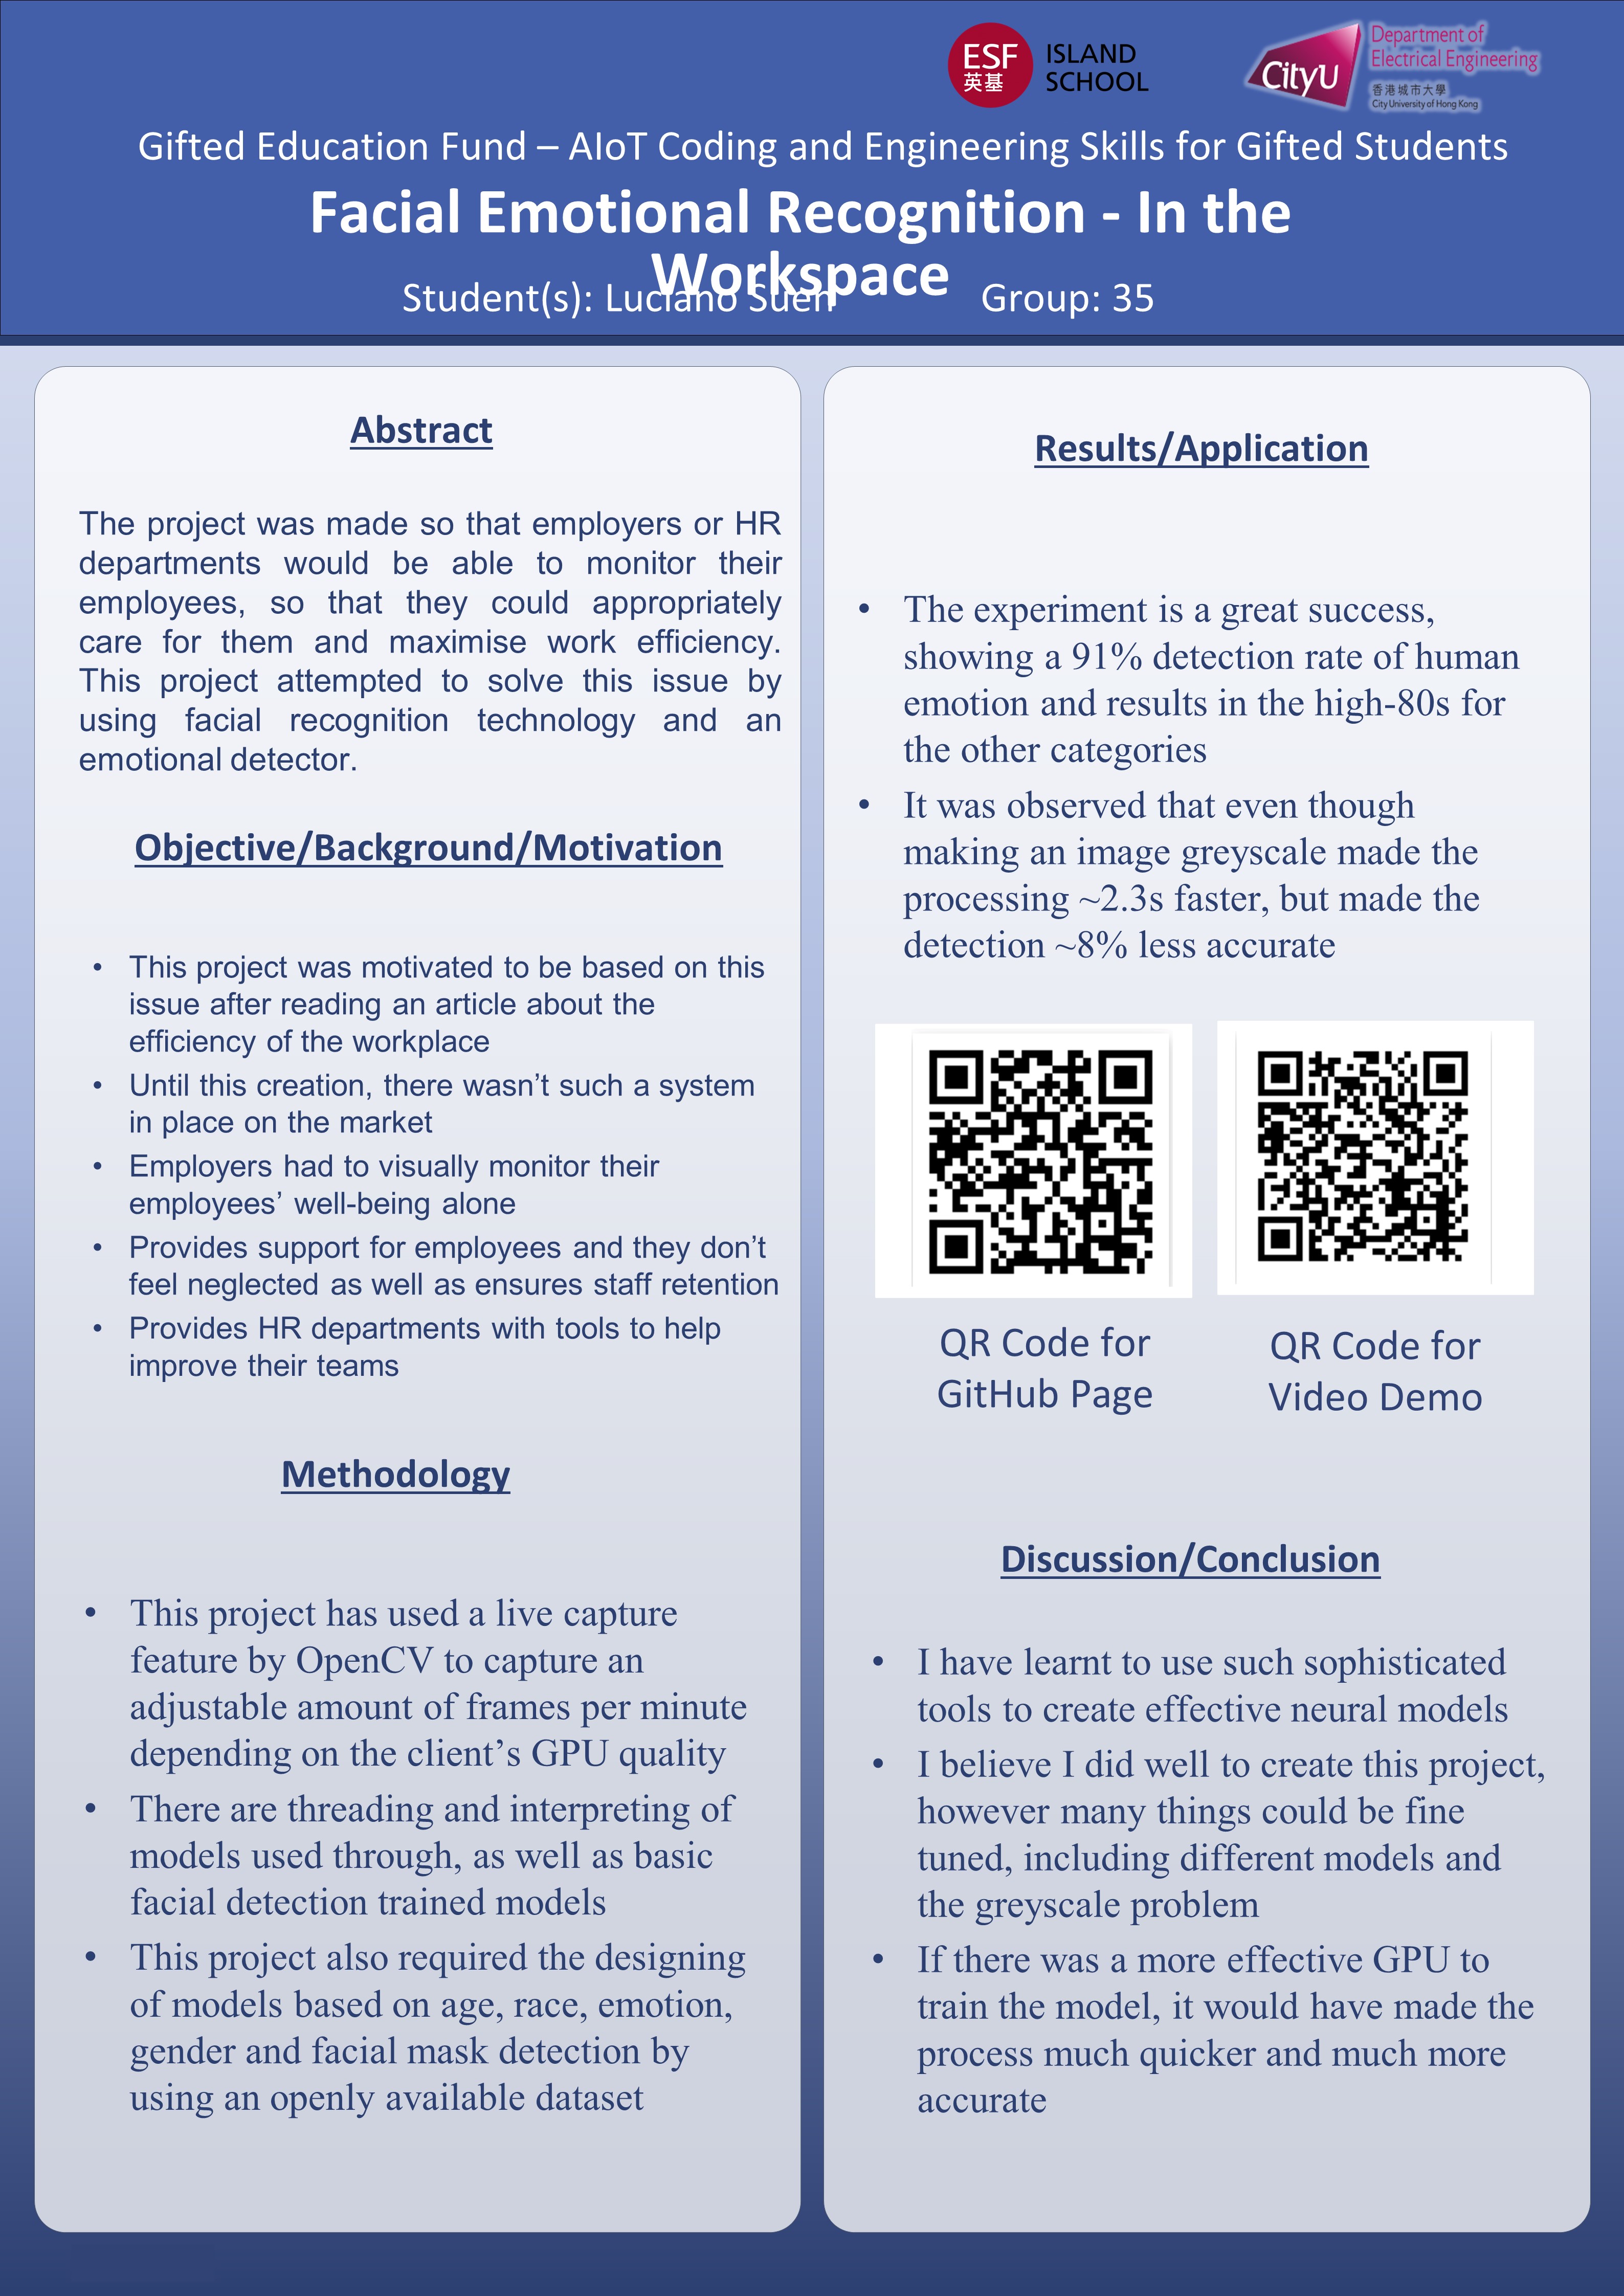 ESF
英基
ISLAND
SCHOOL
CityU
Department of
Electrical Engineering
香港城市大學
City University of Hong Kong
Gifted Education Fund – AIoT Coding and Engineering Skills for Gifted Students
Facial Emotional Recognition - In the
Workspace
Student(s): Luciano Suen Group: 35
Abstract
The project was made so that employers or HR
departments would be able to monitor their
employees, so that they could appropriately
care for them and maximise work efficiency.
This project attempted to solve this issue by
using facial recognition technology and an
emotional detector.
Objective/Background/Motivation
• This project was motivated to be based on this
issue after reading an article about the
efficiency of the workplace
• Until this creation, there wasn’t such a system
in place on the market
• Employers had to visually monitor their
employees’ well-being alone
• Provides support for employees and they don’t
feel neglected as well as ensures staff retention
• Provides HR departments with tools to help
improve their teams
Methodology
• This project has used a live capture
feature by OpenCV to capture an
adjustable amount of frames per minute
depending on the client’s GPU quality
• There are threading and interpreting of
models used through, as well as basic
facial detection trained models
• This project also required the designing
of models based on age, race, emotion,
gender and facial mask detection by
using an openly available dataset
Results/Application
• The experiment is a great success,
showing a 91% detection rate of human
emotion and results in the high-80s for
the other categories
• It was observed that even though
making an image greyscale made the
processing ~2.3s faster, but made the
detection ~8% less accurate
QR Code for
GitHub Page
QR Code for
Video Demo
Discussion/Conclusion
• I have learnt to use such sophisticated
tools to create effective neural models
• I believe I did well to create this project,
however many things could be fine
tuned, including different models and
the greyscale problem
• If there was a more effective GPU to
train the model, it would have made the
process much quicker and much more
accurate